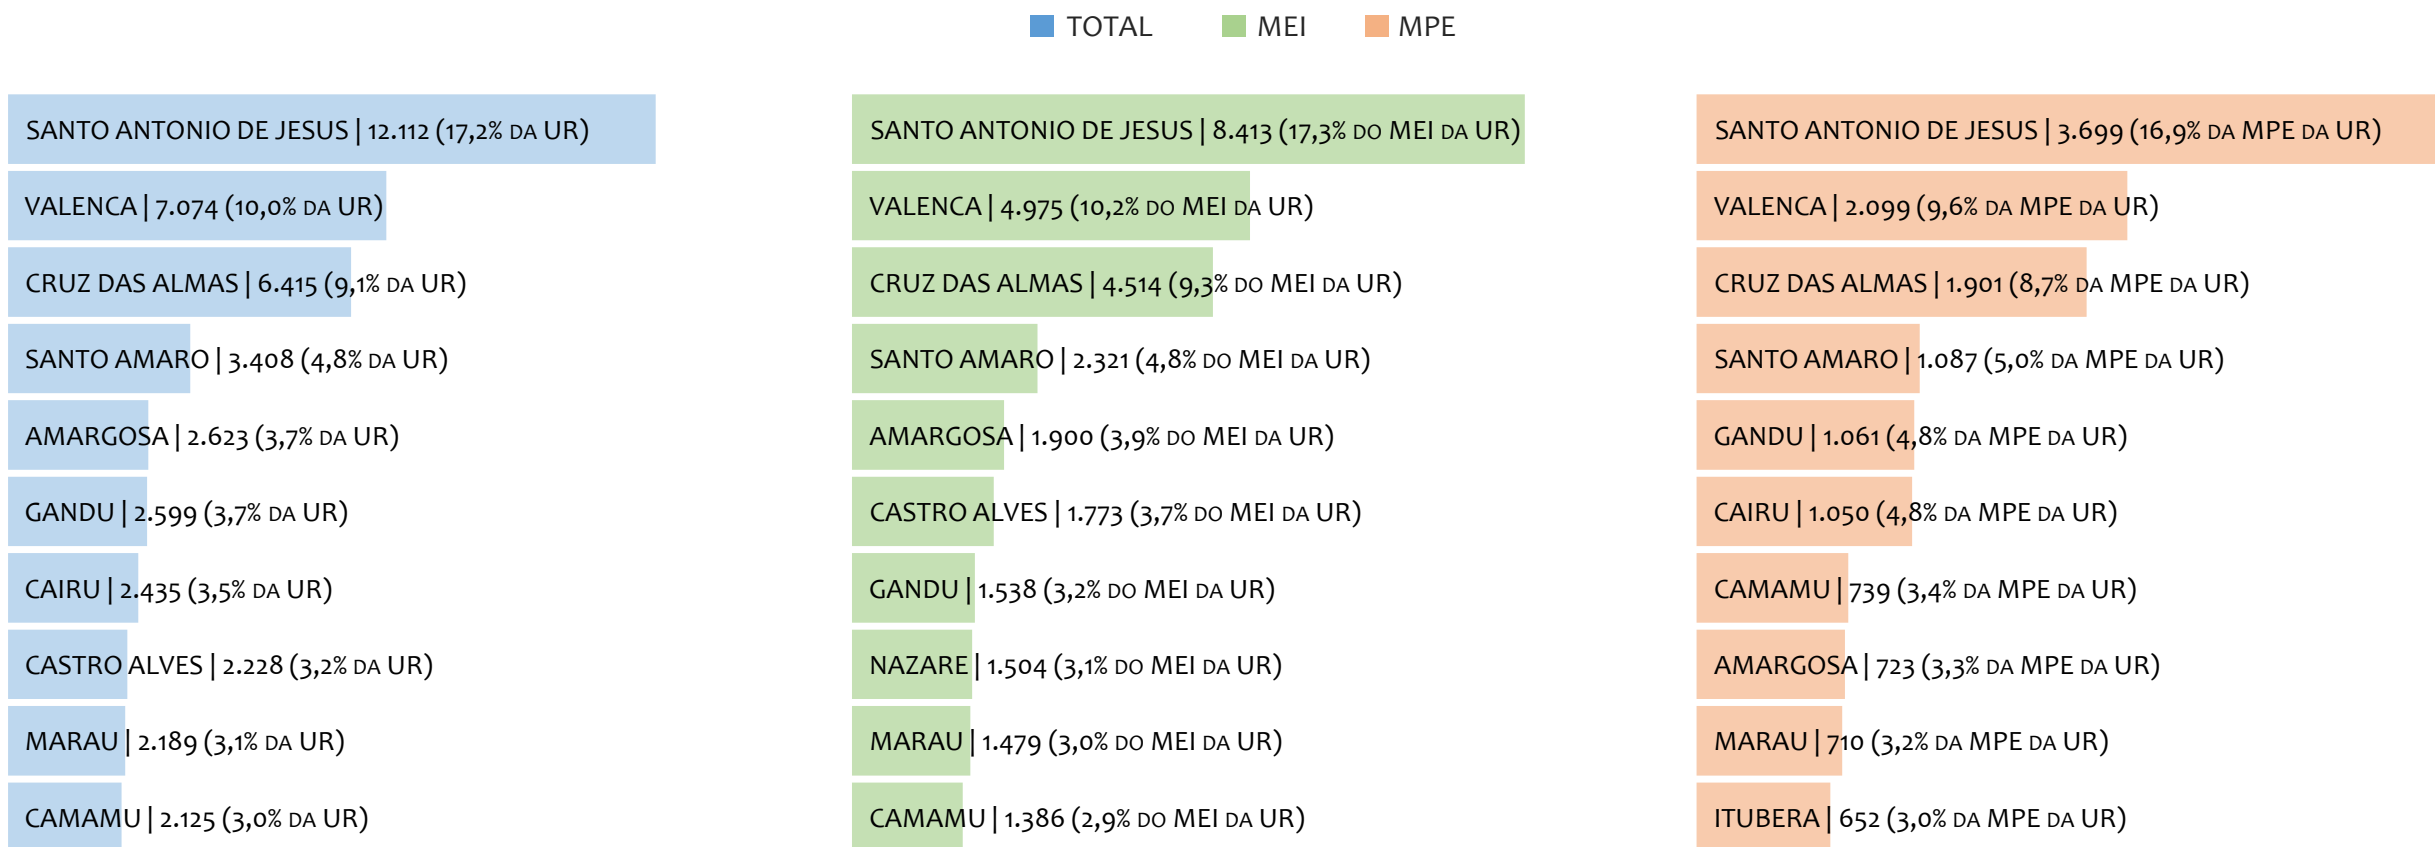 TOTAL MEI MPE
SANTO ANTONIO DE JESUS | 12.112 (17,2% DA UR)
VALENCA | 7.074 (10,0% DA UR)
CRUZ DAS ALMAS | 6.415 (9,1% DA UR)
SANTO AMARO | 3.408 (4,8% DA UR)
AMARGOSA | 2.623 (3,7% DA UR)
GANDU | 2.599 (3,7% DA UR)
CAIRU | 2.435 (3,5% DA UR)
CASTRO ALVES | 2.228 (3,2% DA UR)
MARAU | 2.189 (3,1% DA UR)
CAMAMU | 2.125 (3,0% DA UR)
SANTO ANTONIO DE JESUS | 8.413 (17,3% DO MEI DA UR)
VALENCA | 4.975 (10,2% DO MEI DA UR)
CRUZ DAS ALMAS | 4.514 (9,3% DO MEI DA UR)
SANTO AMARO | 2.321 (4,8% DO MEI DA UR)
AMARGOSA | 1.900 (3,9% DO MEI DA UR)
CASTRO ALVES | 1.773 (3,7% DO MEI DA UR)
GANDU | 1.538 (3,2% DO MEI DA UR)
NAZARE | 1.504 (3,1% DO MEI DA UR)
MARAU | 1.479 (3,0% DO MEI DA UR)
CAMAMU | 1.386 (2,9% DO MEI DA UR)
SANTO ANTONIO DE JESUS | 3.699 (16,9% DA MPE DA UR)
VALENCA | 2.099 (9,6% DA MPE DA UR)
CRUZ DAS ALMAS | 1.901 (8,7% DA MPE DA UR)
SANTO AMARO | 1.087 (5,0% DA MPE DA UR)
GANDU | 1.061 (4,8% DA MPE DA UR)
CAIRU | 1.050 (4,8% DA MPE DA UR)
CAMAMU | 739 (3,4% DA MPE DA UR)
AMARGOSA | 723 (3,3% DA MPE DA UR)
MARAU | 710 (3,2% DA MPE DA UR)
ITUBERA | 652 (3,0% DA MPE DA UR)